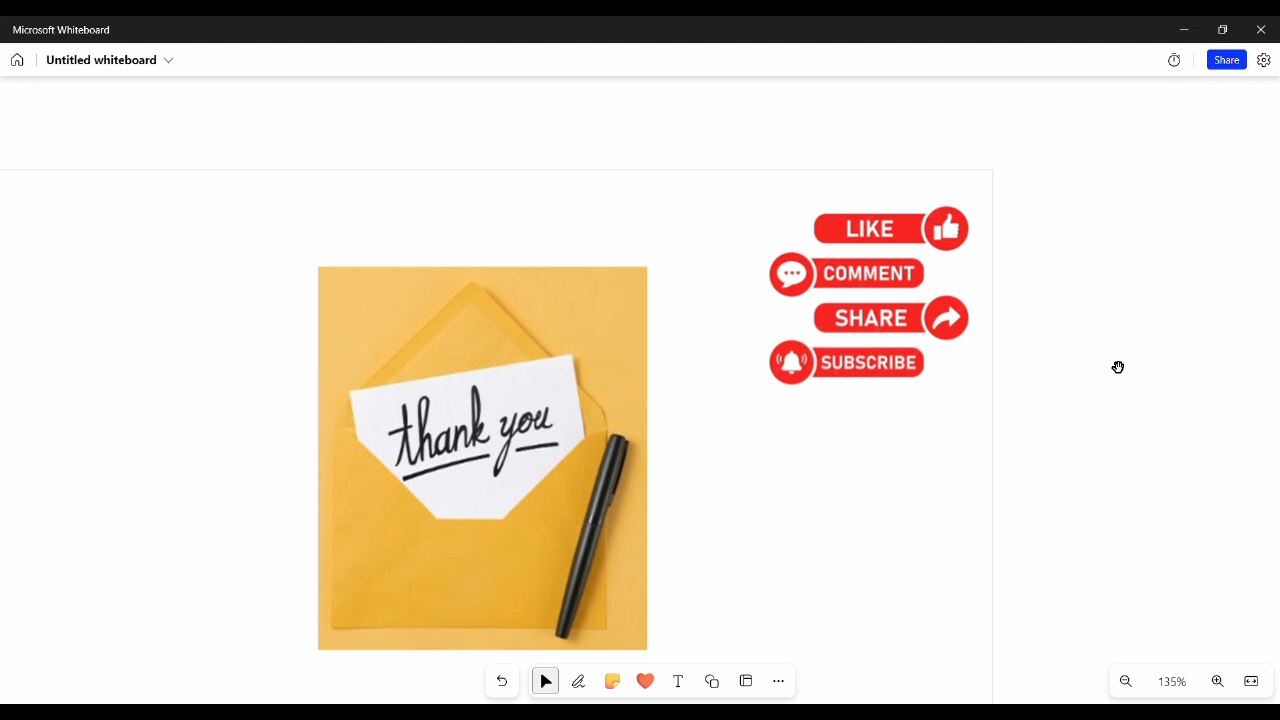 Microsoft Whiteboard
Untitled whiteboard
Share
LIKE
COMMENT
SHARE
SUBSCRIBE
thank you
T
135%